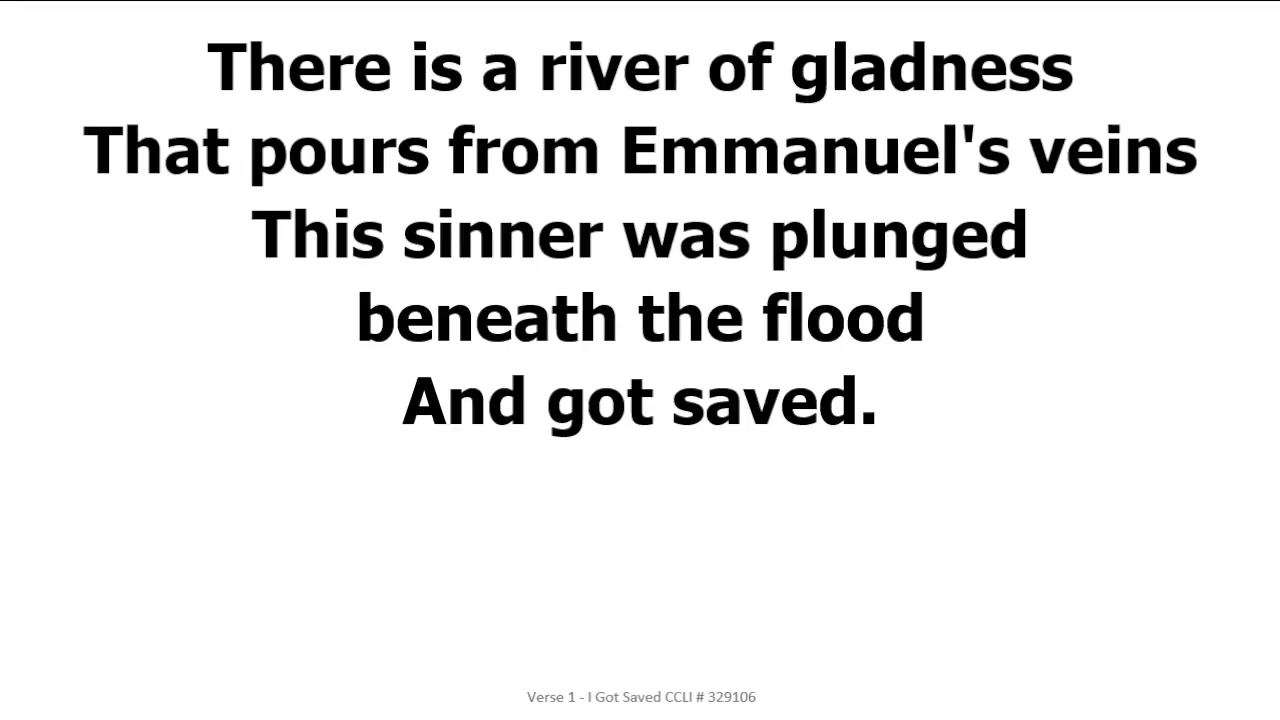 There is a river of gladness
That pours from Emmanuel's veins
This sinner was plunged
beneath the flood
And got saved.
Verse 1 - I Got Saved CCLI # 329106